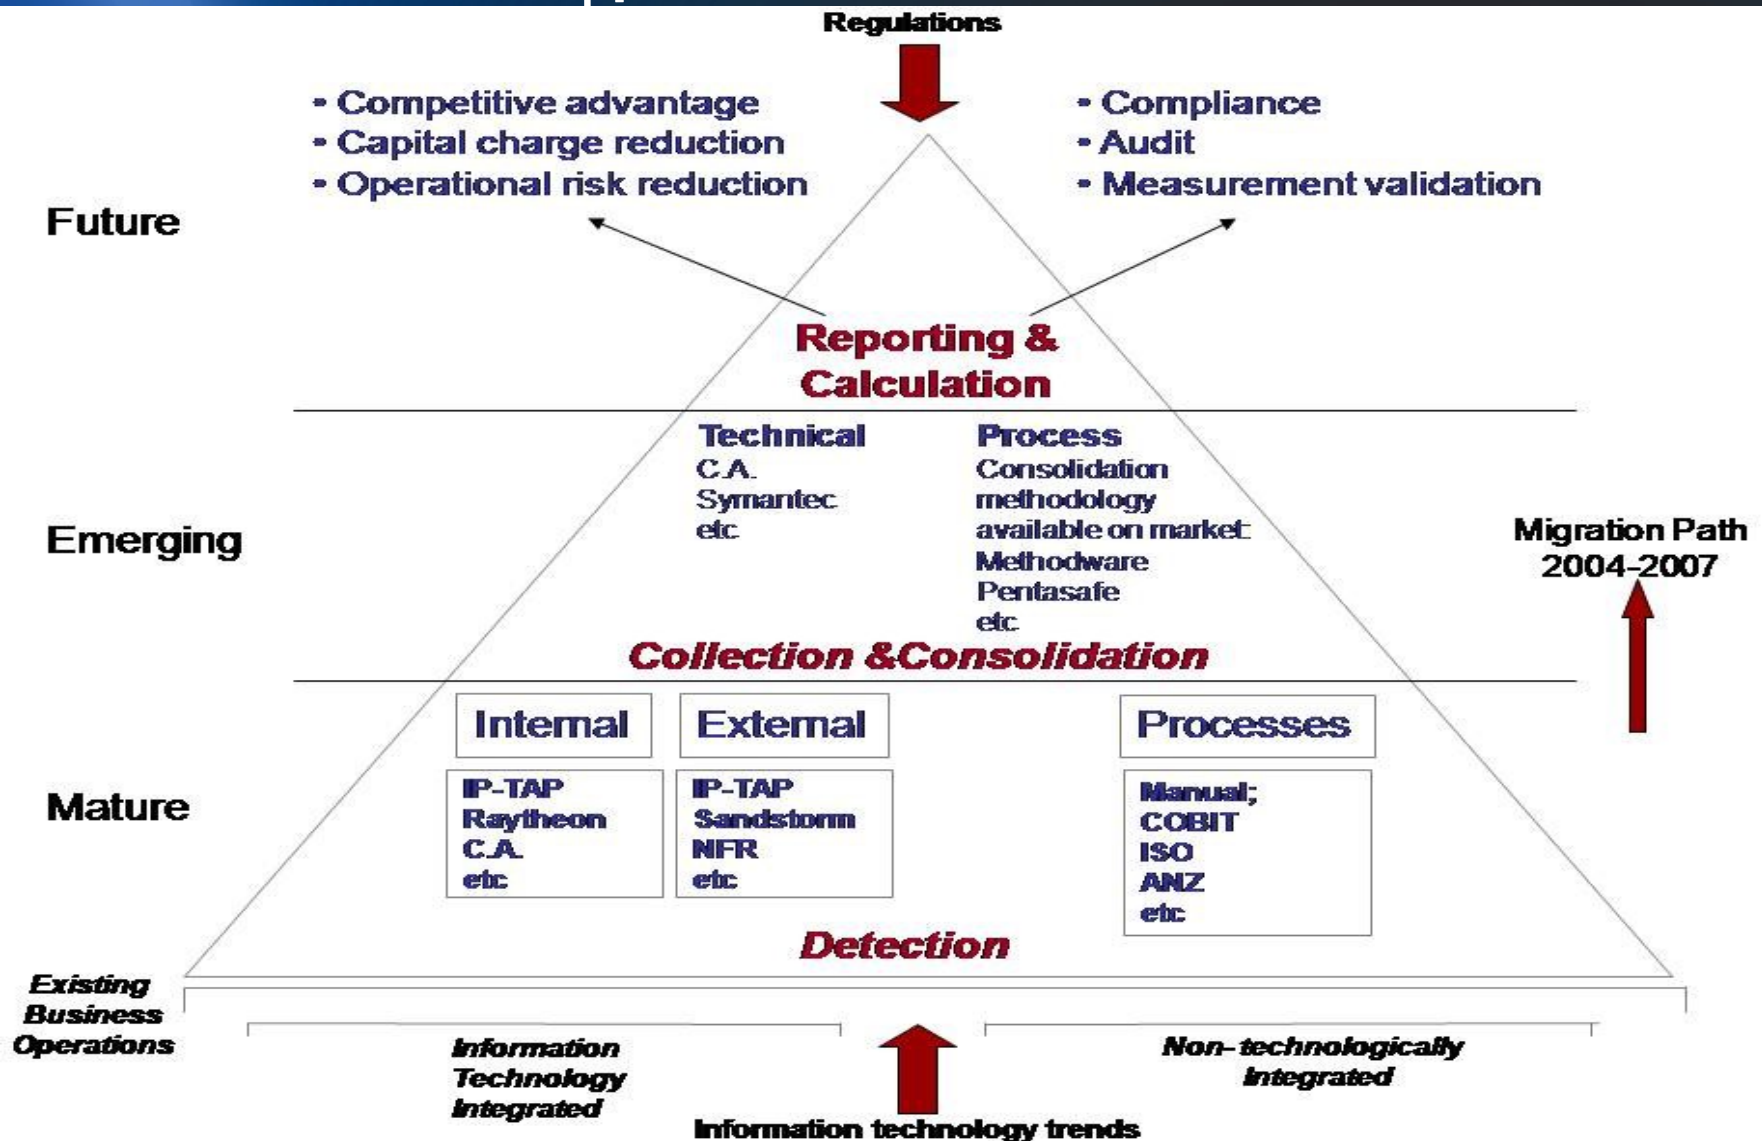 Regulations
• Competitive advantage
• Capital charge reduction
• Operational risk reduction
• Compliance
• Audit
• Measurement validation
Future
Reporting &
Calculation
Technical
C.A.
Symantec
etc
Process
Consolidation
methodology
available on market:
Methodware
Pentasafe
etc
Emerging
Migration Path
2004-2007
Collection &Consolidation
Internal
External
Processes
Mature
IP-TAP
Raytheon
C.A.
etc
IP-TAP
Sandstorm
NFR
etc
Manual;
COBIT
ISO
ANZ
etc
Detection
Existing
Business
Operations
Information
Technology
Integrated
Non-technologically
Integrated
Information technology trends